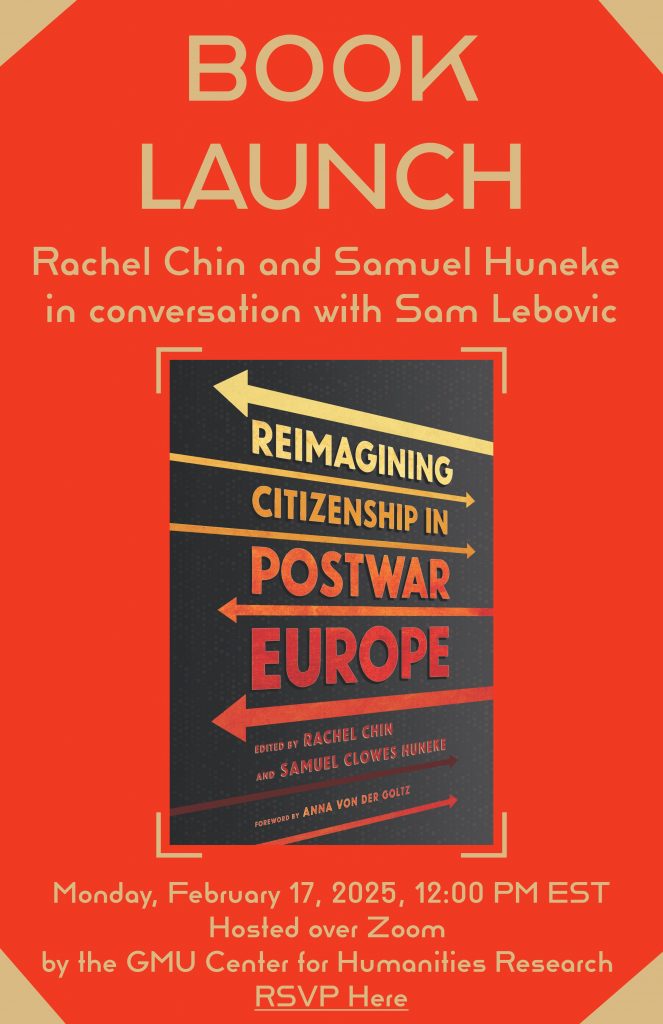 BOOK
LAUNCH
Rachel Chin and Samuel Huneke
in conversation with Sam Lebovic
REIMAGINING
CITIZENSHIP IN
POSTWAR
EUROPE
EDITED BY RACHEL CHIN
AND SAMUEL CLOWES HUNEKE
FOREWORD BY ANNA VON DER GOLTZ
Monday, February 17, 2025, 12:00 PM EST
Hosted over Zoom
by the GMU Center for Humanities Research
RSVP Here